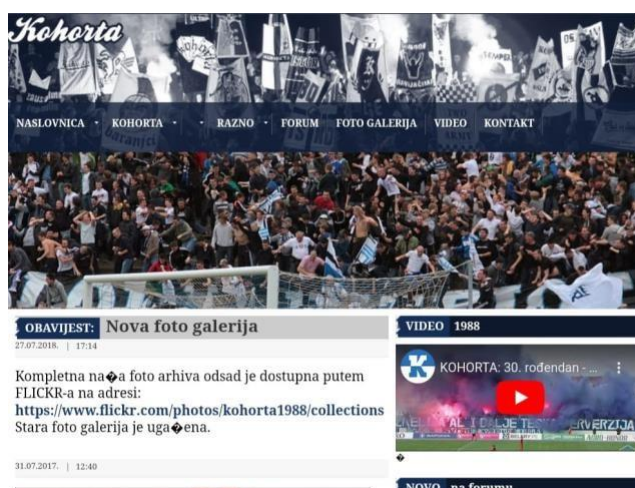 Kohorta
NASLOVNICA - KOHORTA - - RAZNO - FORUM FOTO GALERIJA VIDEO KONTAKT
OBAVIJEST: Nova foto galerija
27.07.2018. | 17:14
Kompletna na�a foto arhiva odsad je dostupna putem
FLICKR-a na adresi:
https://www.flickr.com/photos/kohorta1988/collections
Stara foto galerija je uga�ena.
31.07.2017. | 12:40
VIDEO 1988
KOHORTA: 30. rođendan - ...
�
NOVO na forumu